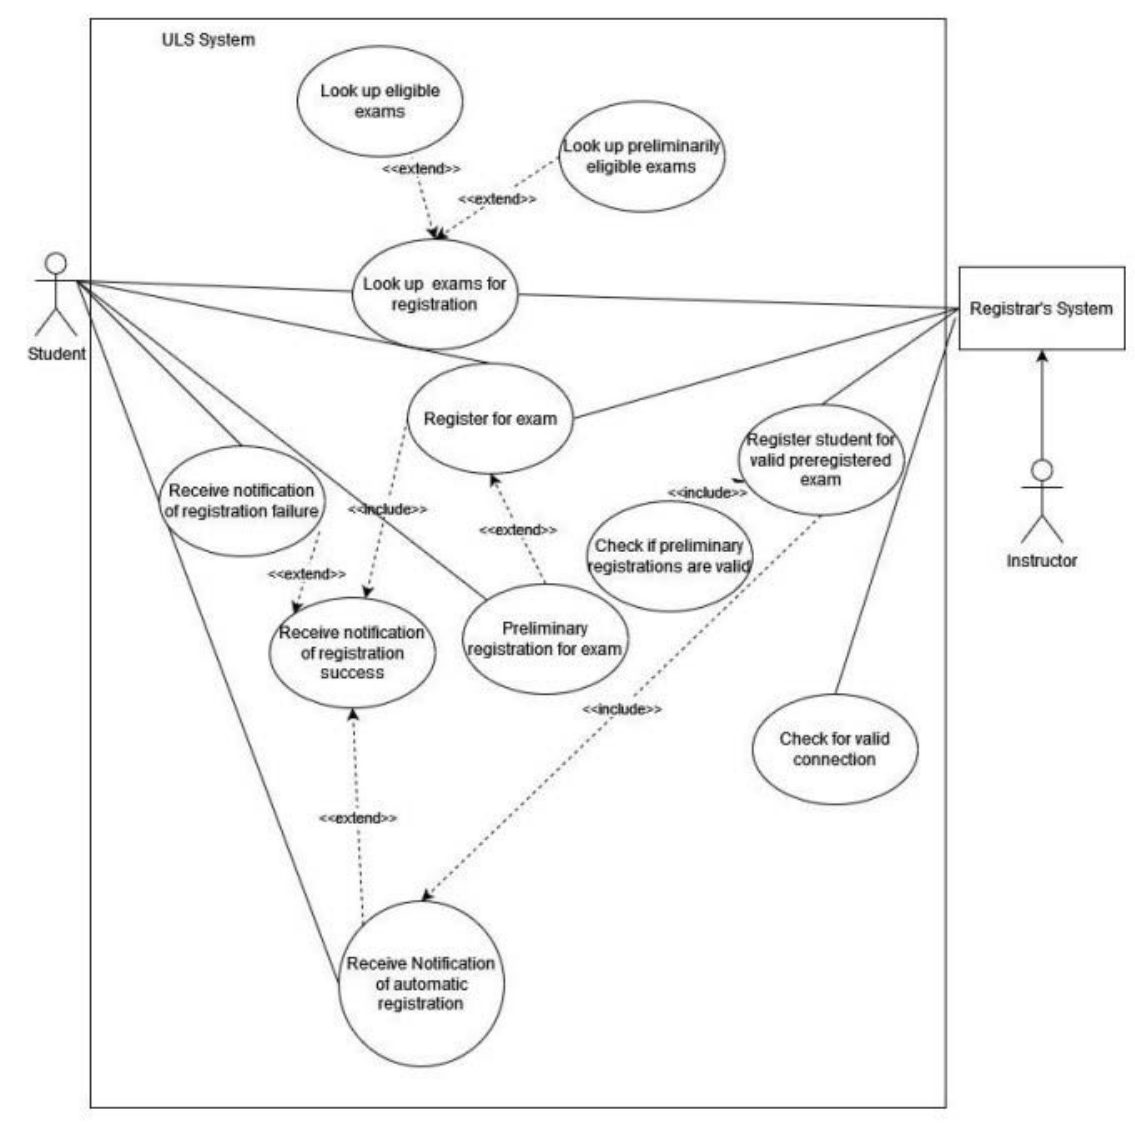 ULS System
Look up eligible
exams
Look up preliminarily
eligible exams
<<extend>>
<<extend>>
Look up exams for
registration
Registrar's System
Student
Register for exam
Register student for
valid preregistered
exam
Receive notification
of registration failure
<<include>>
<<include>>
<<extend>>
Check if preliminary
registrations are valid
Instructor
<<extend>>
Receive notification
of registration
success
Preliminary
registration for exam
<<include>>
Check for valid
connection
<<extend>>
Receive Notification
of automatic
registration